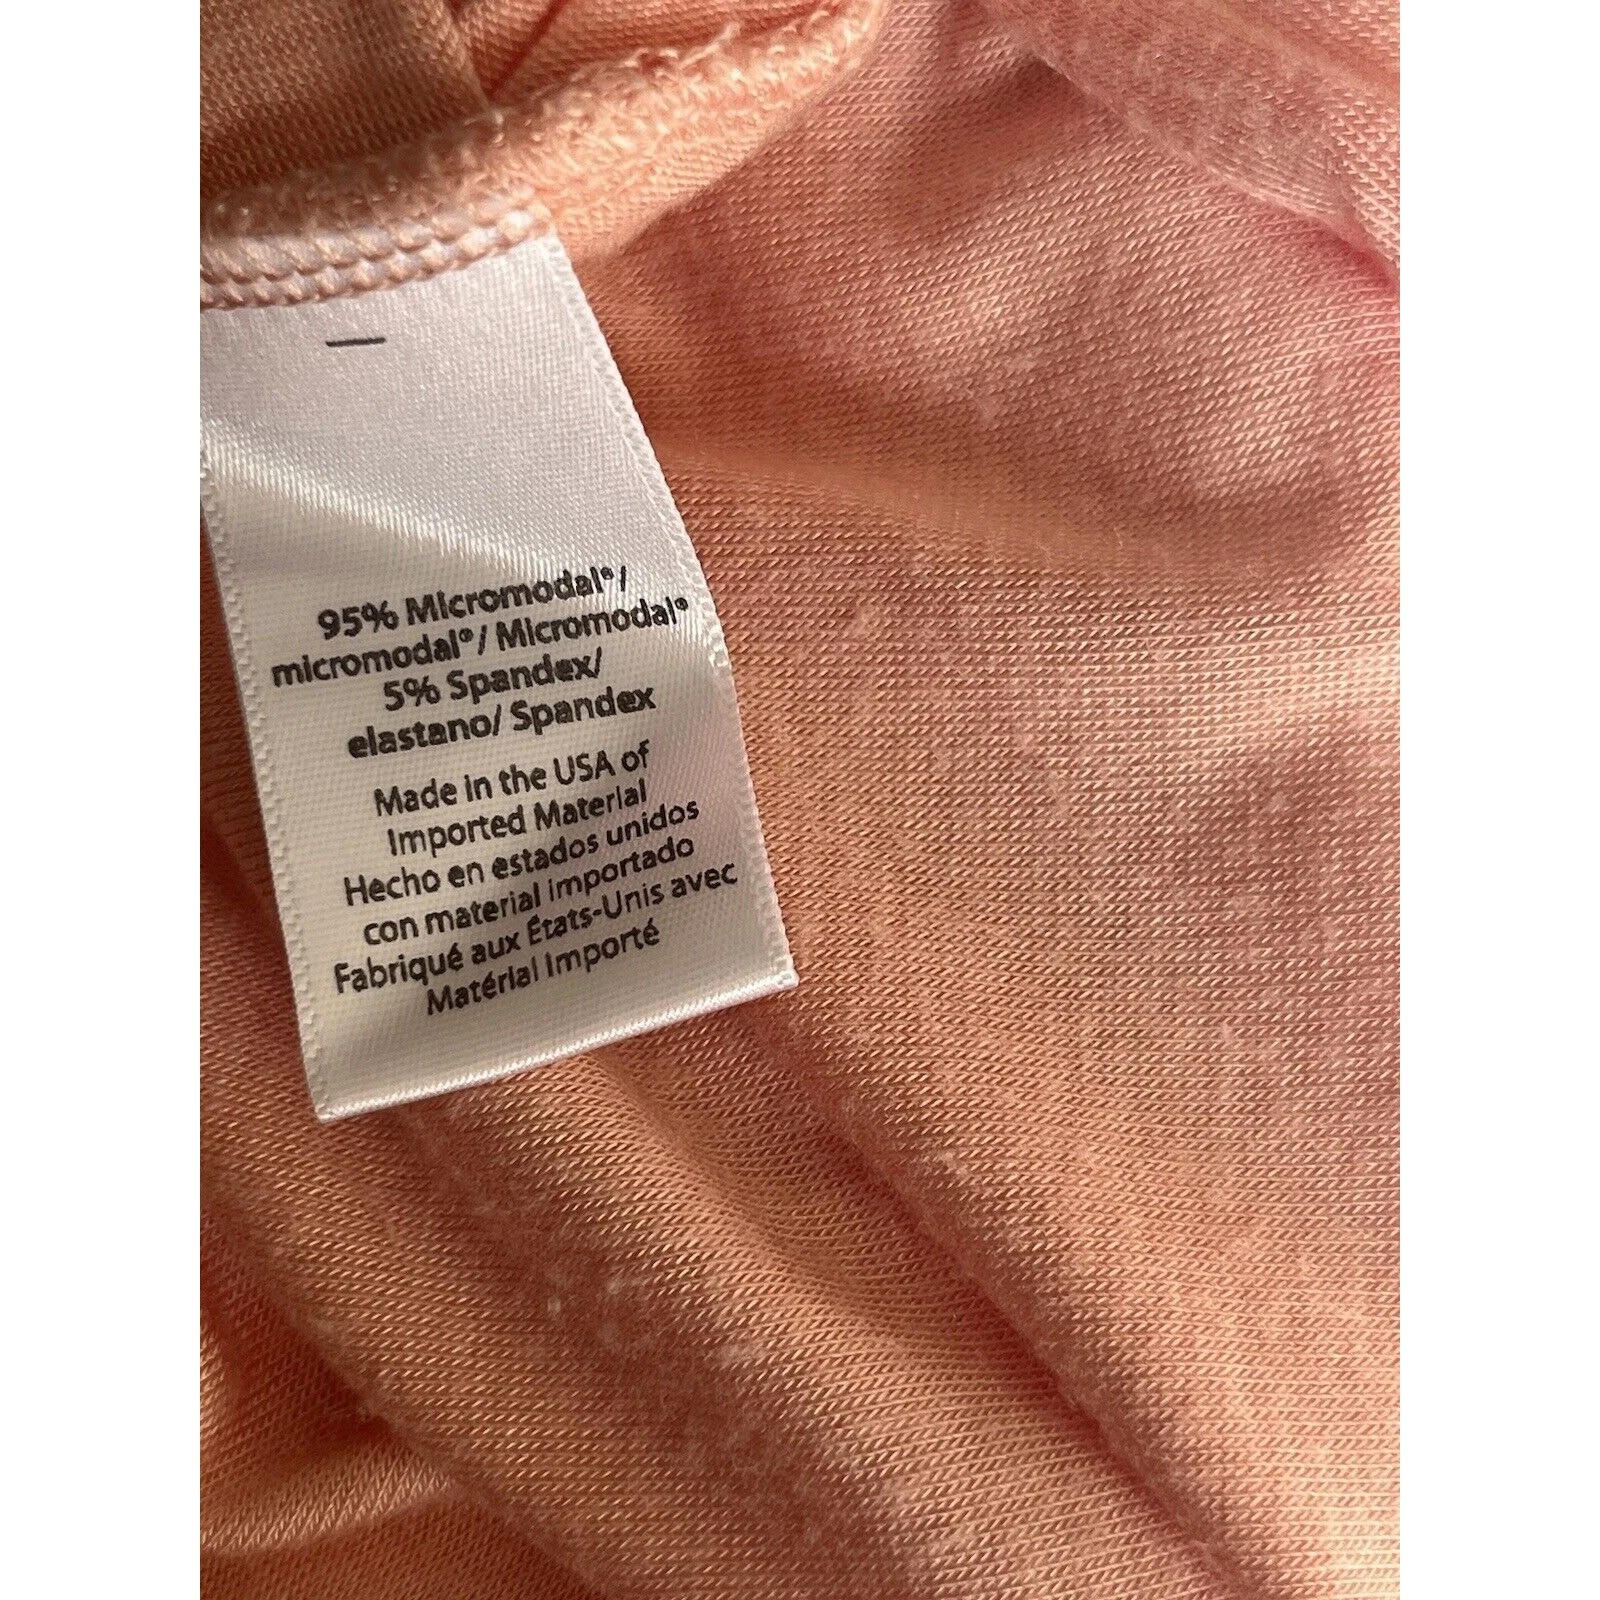 95% Micromodal®/
micromodal®/ Micromodal®
5% Spandex/
elastano/ Spandex
Made in the USA of
Imported Material
Hecho en estados unidos
con material importado
Fabriqué aux États-Unis avec
Matérial Importé